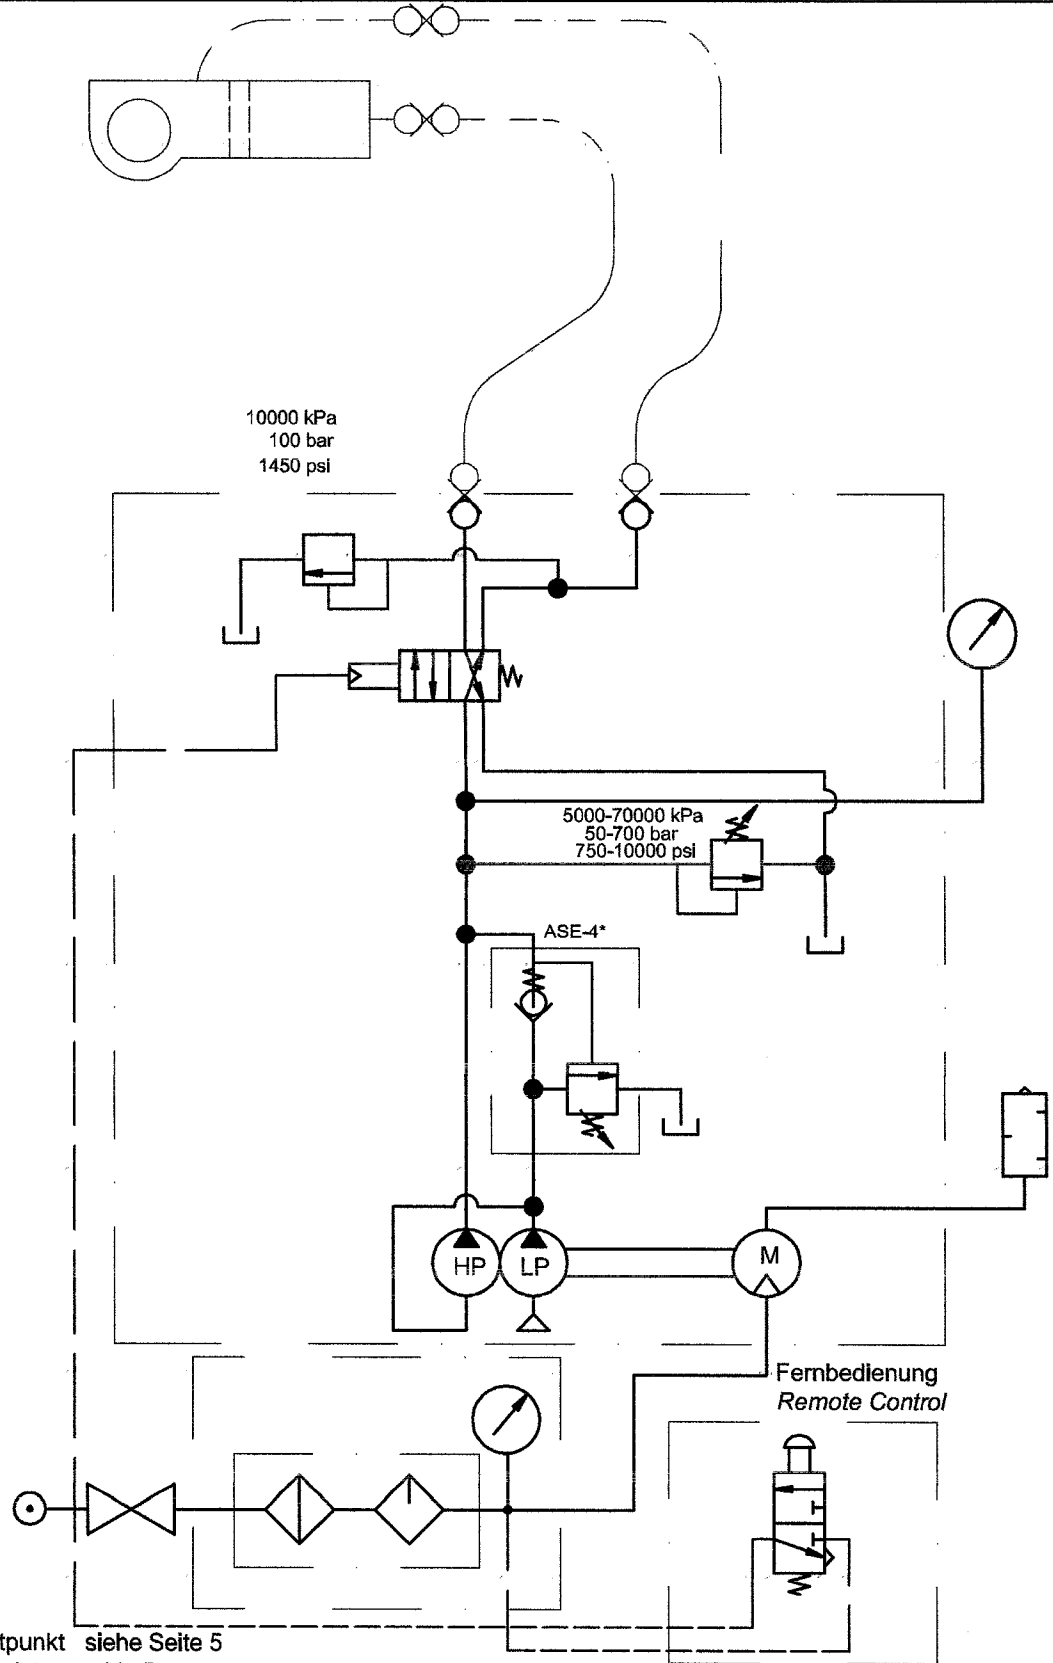 10000 kPa
100 bar
1450 psi
5000-70000 kPa
50-700 bar
750-10000 psi
ASE-4*
HP
LP
M
Fernbedienung
Remote Control
tpunkt siehe Seite 5